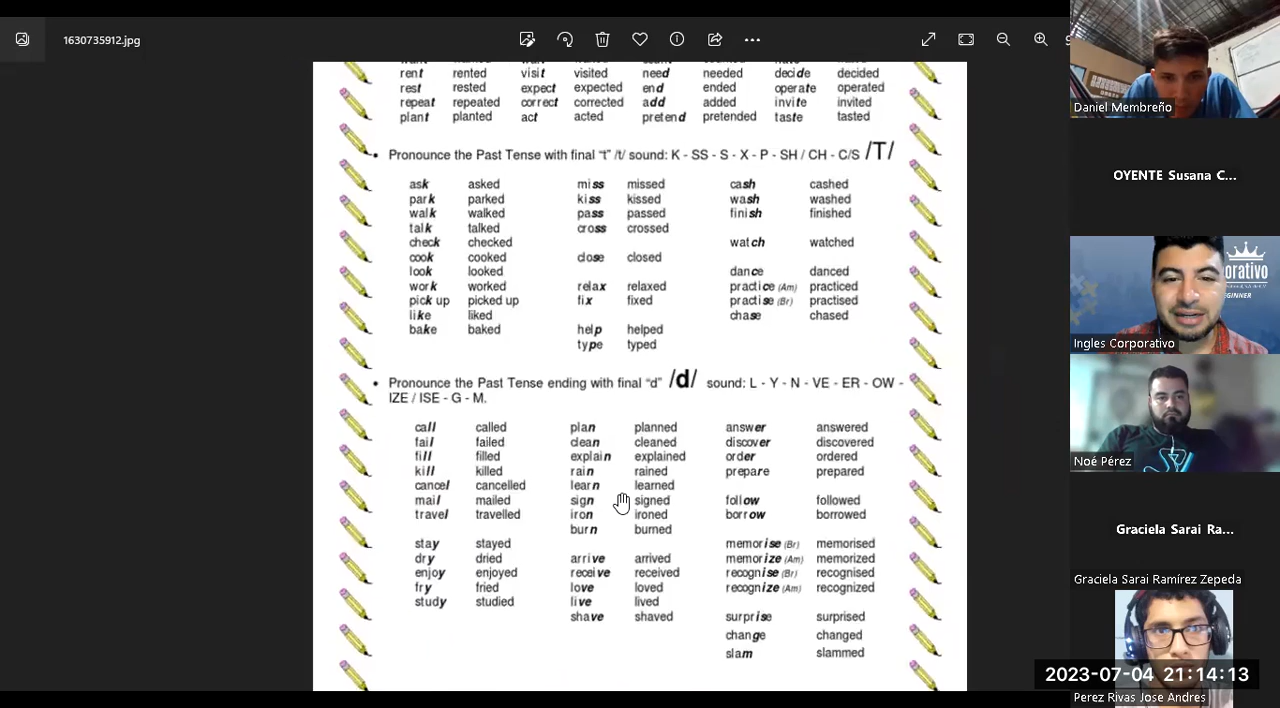 1630735912.jpg
rent rented visit visited need needed decide decided
rest rested expect expected end ended operate operated
repeat repeated correct corrected add added invite invited
plant planted act acted pretend pretended taste tasted
• Pronounce the Past Tense with final “t” /t/ sound: K - SS - S - X - P - SH / CH - C/S /T/
ask asked miss missed cash cashed
park parked kiss kissed wash washed
walk walked pass passed finish finished
talk talked cross crossed
check checked watch watched
cook cooked close closed
look looked dance danced
work worked relax relaxed practice (Am) practiced
pick up picked up fix fixed practise (Br) practised
like liked chase chased
bake baked help helped
type typed
• Pronounce the Past Tense ending with final “d” /d/ sound: L - Y - N - VE - ER - OW -
IZE / ISE - G - M.
call called plan planned answer answered
fail failed clean cleaned discover discovered
fill filled explain explained order ordered
kill killed rain rained prepare prepared
cancel cancelled learn learned
mail mailed sign signed follow followed
travel travelled iron ironed borrow borrowed
burn burned
stay stayed memorise (Br) memorised
dry dried arrive arrived memorize (Am) memorized
enjoy enjoyed receive received recognise (Br) recognised
fry fried love loved recognize (Am) recognized
study studied live lived
shave shaved surprise surprised
change changed
slam slammed
Daniel Membreño
OYENTE Susana C...
orativo
GINNER
Ingles Corporativo
Noé Pérez
Graciela Sarai Ra...
Graciela Sarai Ramírez Zepeda
2023-07-04 21:14:13
Perez Rivas Jose Andres